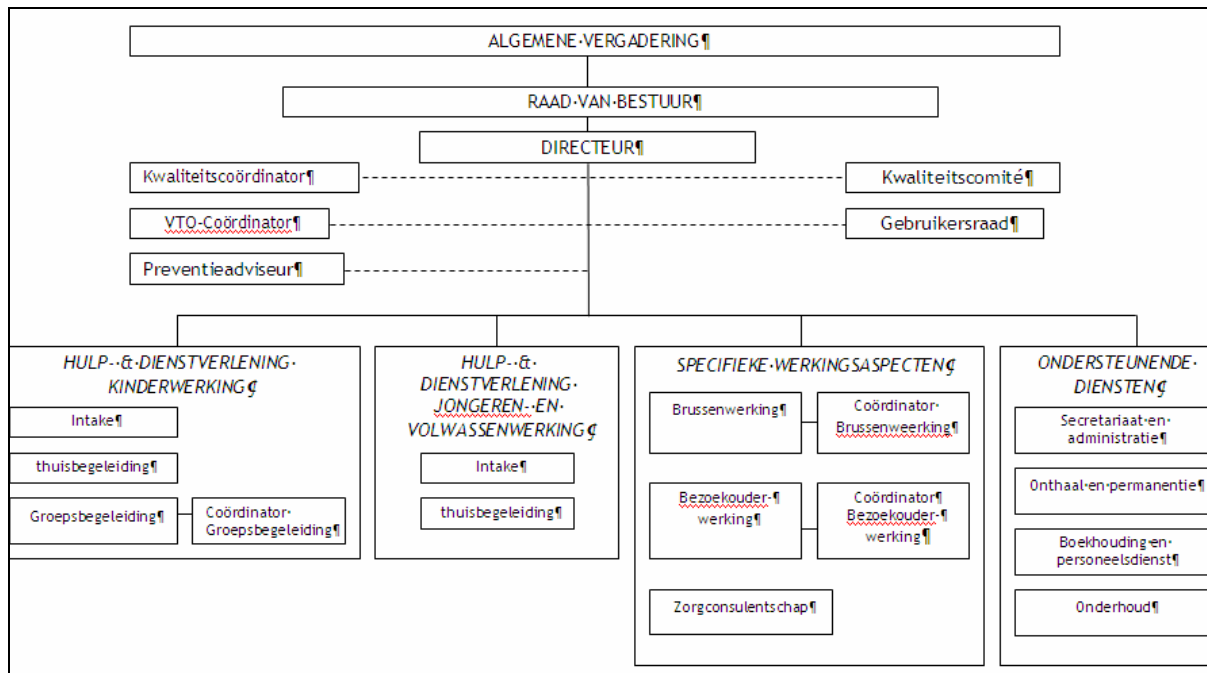 ALGEMENE·VERGADERING¶
RAAD·VAN·BESTUUR¶
DIRECTEUR¶
Kwaliteitscoördinator¶
Kwaliteitscomité¶
VTO-Coördinator¶
Gebruikersraad¶
Preventieadviseur¶
HULP-·&·DIENSTVERLENING·
KINDERWERKING¶
Intake¶
thuisbegeleiding¶
Groepsbegeleiding¶
Coördinator·
Groepsbegeleiding¶
HULP-·&·
DIENSTVERLENING·
JONGEREN-·EN·
VOLWASSENWERKING¶
Intake¶
thuisbegeleiding¶
SPECIFIEKE·WERKINGSASPECTEN¶
Brussenwerking¶
Coördinator·
Brussenweerking¶
Bezoekouder-¶
werking¶
Coördinator¶
Bezoekouder-¶
werking¶
Zorgconsulentschap¶
ONDERSTEUNENDE·
DIENSTEN¶
Secretariaat·en·
administratie¶
Onthaal·en·permanentie¶
Boekhouding·en·
personeelsdienst¶
Onderhoud¶